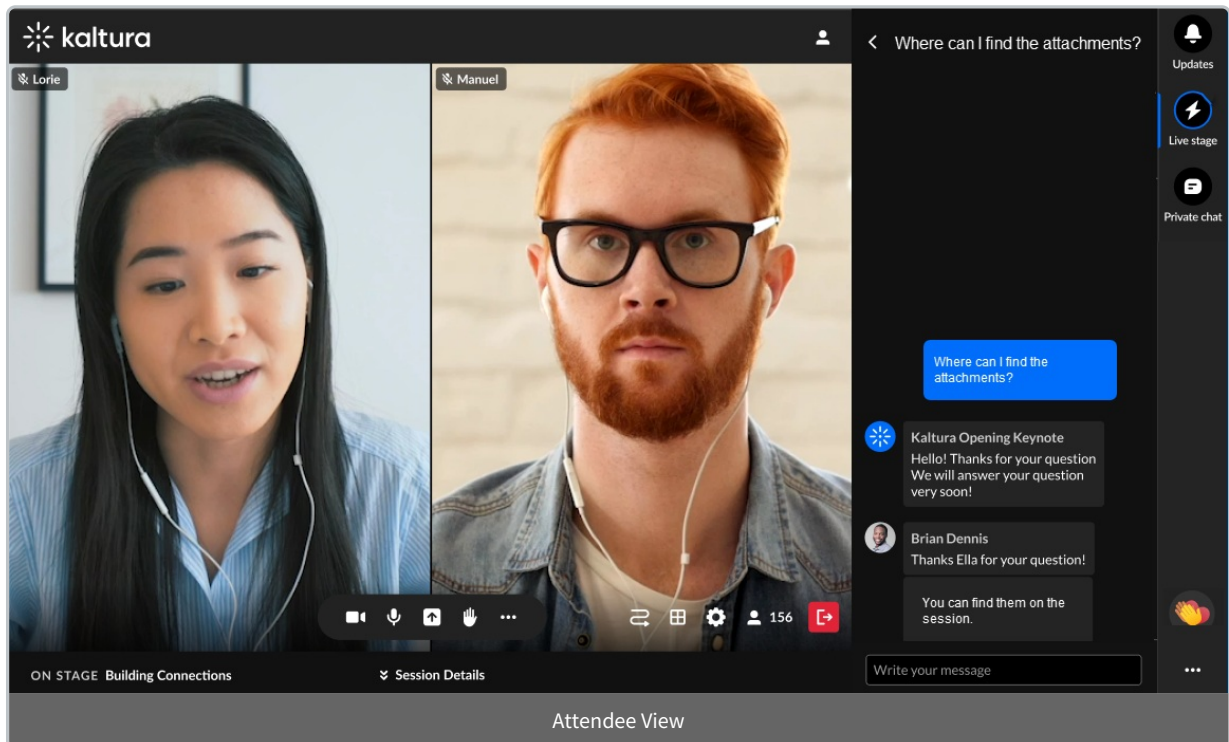 kaltura
Lorie
Manuel
156
ON STAGE Building Connections
Session Details
Where can I find the attachments?
Where can I find the
attachments?
Kaltura Opening Keynote
Hello! Thanks for your question
We will answer your question
very soon!
Brian Dennis
Thanks Ella for your question!
You can find them on the
session.
Write your message
Updates
Live stage
Private chat
Attendee View